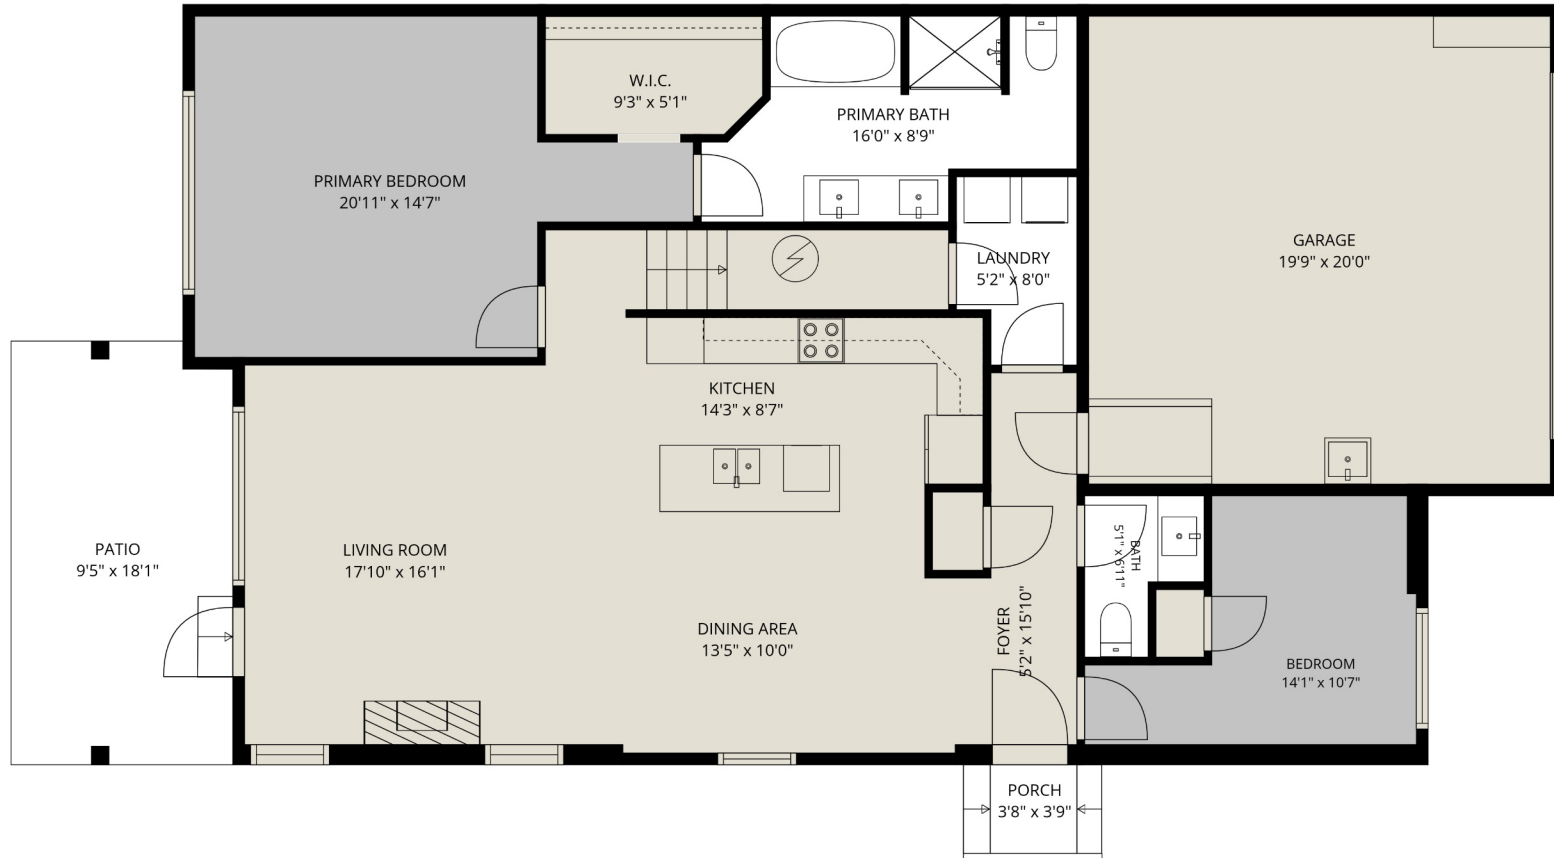 W.I.C.
9'3" x 5'1"
PRIMARY BATH
16'0" x 8'9"
PRIMARY BEDROOM
20'11" x 14'7"
GARAGE
19'9" x 20'0"
LAUNDRY
5'2" x 8'0"
KITCHEN
14'3" x 8'7"
PATIO
9'5" x 18'1"
LIVING ROOM
17'10" x 16'1"
BATH
5'1" x 6'11"
DINING AREA
13'5" x 10'0"
FOYER
5'2" x 15'10"
BEDROOM
14'1" x 10'7"
PORCH
3'8" x 3'9"